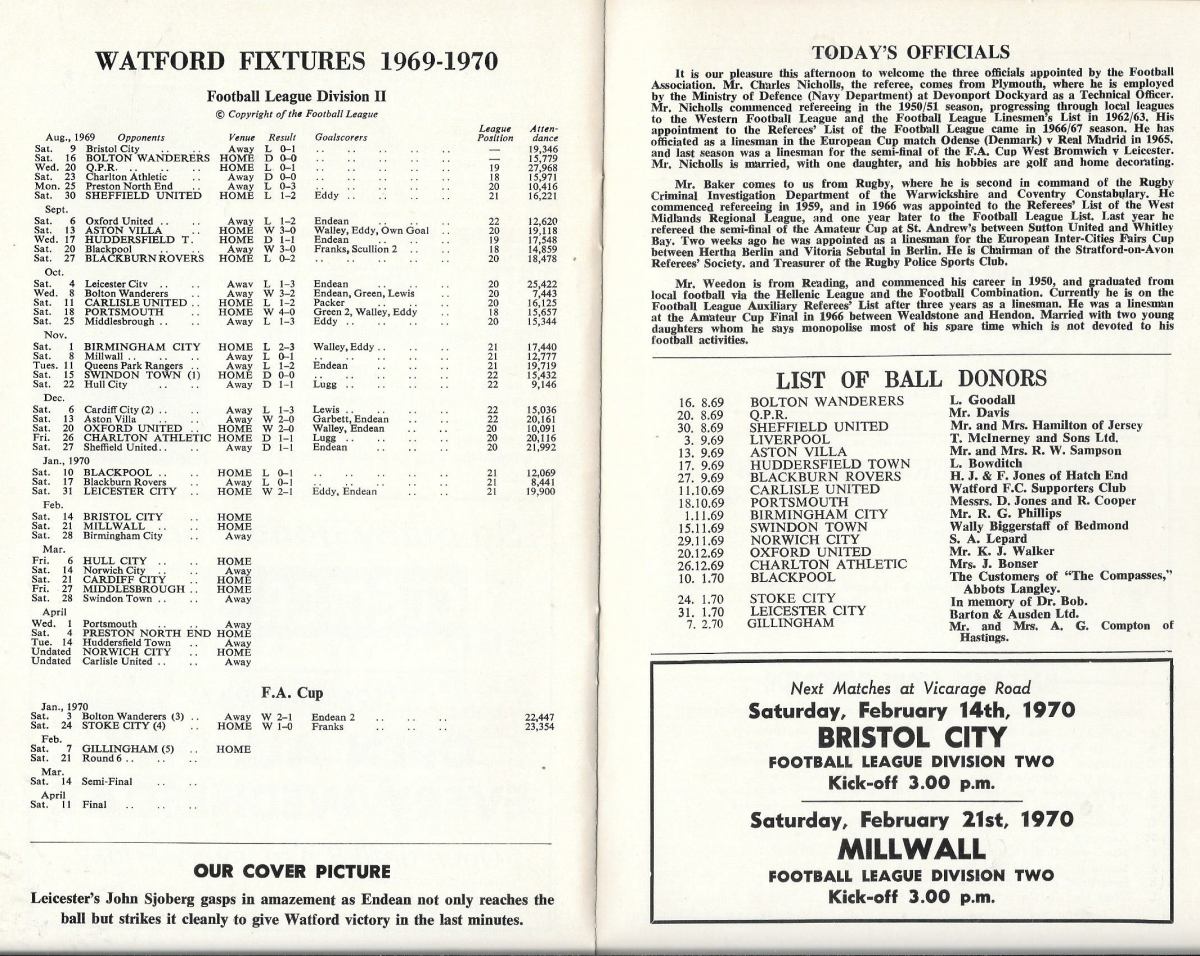 WATFORD FIXTURES 1969-1970
Football League Division II
© Copyright of the Football League
Aug., 1969 Opponents Venue Result Goalscorers League Position Atten-dance
Sat. 9 Bristol City .. .. Away L 0–1 .. .. .. .. — 19,346
Sat. 16 BOLTON WANDERERS HOME D 0–0 .. .. .. .. — 15,779
Wed. 20 Q.P.R. .. .. .. HOME L 0–1 .. .. .. .. 19 27,968
Sat. 23 Charlton Athletic .. Away D 0–0 .. .. .. .. 18 15,971
Mon. 25 Preston North End .. Away L 0–3 .. .. .. .. 20 10,416
Sat. 30 SHEFFIELD UNITED HOME L 1–2 Eddy .. .. .. 21 16,221
Sept.
Sat. 6 Oxford United .. .. Away L 1–2 Endean .. .. .. 22 12,620
Sat. 13 ASTON VILLA .. HOME W 3–0 Walley, Eddy, Own Goal .. 20 19,118
Wed. 17 HUDDERSFIELD T. HOME D 1–1 Endean .. .. .. 19 17,548
Sat. 20 Blackpool .. .. Away W 3–0 Franks, Scullion 2 .. .. 18 14,859
Sat. 27 BLACKBURN ROVERS HOME L 0–2 .. .. .. .. 20 18,478
Oct.
Sat. 4 Leicester City .. .. Away L 1–3 Endean .. .. .. 20 25,422
Wed. 8 Bolton Wanderers .. Away W 3–2 Endean, Green, Lewis .. 20 7,443
Sat. 11 CARLISLE UNITED .. HOME L 1–2 Packer .. .. .. 20 16,125
Sat. 18 PORTSMOUTH .. HOME W 4–0 Green 2, Walley, Eddy .. 18 15,657
Sat. 25 Middlesbrough .. .. Away L 1–3 Eddy .. .. .. .. 20 15,344
Nov.
Sat. 1 BIRMINGHAM CITY HOME L 2–3 Walley, Eddy .. .. .. 21 17,440
Sat. 8 Millwall .. .. .. Away L 0–1 .. .. .. .. 21 12,777
Tues. 11 Queens Park Rangers .. Away L 1–2 Endean .. .. .. 21 19,719
Sat. 15 SWINDON TOWN (1) HOME D 0–0 .. .. .. .. 22 15,432
Sat. 22 Hull City .. .. Away D 1–1 Lugg .. .. .. .. 22 9,146
Dec.
Sat. 6 Cardiff City (2) .. .. Away L 1–3 Lewis .. .. .. .. 22 15,036
Sat. 13 Aston Villa .. .. Away W 2–0 Garbett, Endean .. .. 22 20,161
Sat. 20 OXFORD UNITED .. HOME W 2–0 Walley, Endean .. .. 20 10,091
Fri. 26 CHARLTON ATHLETIC HOME D 1–1 Lugg .. .. .. .. 20 20,116
Sat. 27 Sheffield United .. .. Away D 1–1 Endean .. .. .. 20 21,992
Jan., 1970
Sat. 10 BLACKPOOL .. .. HOME L 0–1 .. .. .. .. 21 12,069
Sat. 17 Blackburn Rovers .. Away L 0–1 .. .. .. .. 21 8,441
Sat. 31 LEICESTER CITY .. HOME W 2–1 Eddy, Endean .. .. 21 19,900
Feb.
Sat. 14 BRISTOL CITY .. HOME
Sat. 21 MILLWALL .. .. HOME
Sat. 28 Birmingham City .. Away
Mar.
Fri. 6 HULL CITY .. .. HOME
Sat. 14 Norwich City .. .. Away
Sat. 21 CARDIFF CITY .. HOME
Fri. 27 MIDDLESBROUGH .. HOME
Sat. 28 Swindon Town .. .. Away
April
Wed. 1 Portsmouth .. .. Away
Sat. 4 PRESTON NORTH END HOME
Tue. 14 Huddersfield Town .. Away
Undated NORWICH CITY .. HOME
Undated Carlisle United .. .. Away
F.A. Cup
Jan., 1970
Sat. 3 Bolton Wanderers (3) .. Away W 2–1 Endean 2 .. .. .. 22,447
Sat. 24 STOKE CITY (4) .. HOME W 1–0 Franks .. .. .. 23,354
Feb.
Sat. 7 GILLINGHAM (5) .. HOME
Sat. 21 Round 6 .. .. ..
Mar.
Sat. 14 Semi-Final .. ..
April
Sat. 11 Final .. .. ..
OUR COVER PICTURE
Leicester's John Sjoberg gasps in amazement as Endean not only reaches the
ball but strikes it cleanly to give Watford victory in the last minutes.
TODAY'S OFFICIALS
It is our pleasure this afternoon to welcome the three officials appointed by the Football
Association. Mr. Charles Nicholls, the referee, comes from Plymouth, where he is employed
by the Ministry of Defence (Navy Department) at Devonport Dockyard as a Technical Officer.
Mr. Nicholls commenced refereeing in the 1950/51 season, progressing through local leagues
to the Western Football League and the Football League Linesmen's List in 1962/63. His
appointment to the Referees' List of the Football League came in 1966/67 season. He has
officiated as a linesman in the European Cup match Odense (Denmark) v Real Madrid in 1965,
and last season was a linesman for the semi-final of the F.A. Cup West Bromwich v Leicester.
Mr. Nicholls is married, with one daughter, and his hobbies are golf and home decorating.
Mr. Baker comes to us from Rugby, where he is second in command of the Rugby
Criminal Investigation Department of the Warwickshire and Coventry Constabulary. He
commenced refereeing in 1959, and in 1966 was appointed to the Referees' List of the West
Midlands Regional League, and one year later to the Football League List. Last year he
refereed the semi-final of the Amateur Cup at St. Andrew's between Sutton United and Whitley
Bay. Two weeks ago he was appointed as a linesman for the European Inter-Cities Fairs Cup
between Hertha Berlin and Vitoria Sebutal in Berlin. He is Chairman of the Stratford-on-Avon
Referees' Society, and Treasurer of the Rugby Police Sports Club.
Mr. Weedon is from Reading, and commenced his career in 1950, and graduated from
local football via the Hellenic League and the Football Combination. Currently he is on the
Football League Auxiliary Referees' List after three years as a linesman. He was a linesman
at the Amateur Cup Final in 1966 between Wealdstone and Hendon. Married with two young
daughters whom he says monopolise most of his spare time which is not devoted to his
football activities.
LIST OF BALL DONORS
16. 8.69 BOLTON WANDERERS L. Goodall
20. 8.69 Q.P.R. Mr. Davis
30. 8.69 SHEFFIELD UNITED Mr. and Mrs. Hamilton of Jersey
3. 9.69 LIVERPOOL T. McInerney and Sons Ltd.
13. 9.69 ASTON VILLA Mr. and Mrs. R. W. Sampson
17. 9.69 HUDDERSFIELD TOWN L. Bowditch
27. 9.69 BLACKBURN ROVERS H. J. & F. Jones of Hatch End
11.10.69 CARLISLE UNITED Watford F.C. Supporters Club
18.10.69 PORTSMOUTH Messrs. D. Jones and R. Cooper
1.11.69 BIRMINGHAM CITY Mr. R. G. Phillips
15.11.69 SWINDON TOWN Wally Biggerstaff of Bedmond
29.11.69 NORWICH CITY S. A. Lepard
20.12.69 OXFORD UNITED Mr. K. J. Walker
26.12.69 CHARLTON ATHLETIC Mrs. J. Bonser
10. 1.70 BLACKPOOL The Customers of "The Compasses,"
Abbots Langley.
24. 1.70 STOKE CITY In memory of Dr. Bob.
31. 1.70 LEICESTER CITY Barton & Ausden Ltd.
7. 2.70 GILLINGHAM Mr. and Mrs. A. G. Compton of
Hastings.
Next Matches at Vicarage Road
Saturday, February 14th, 1970
BRISTOL CITY
FOOTBALL LEAGUE DIVISION TWO
Kick-off 3.00 p.m.
Saturday, February 21st, 1970
MILLWALL
FOOTBALL LEAGUE DIVISION TWO
Kick-off 3.00 p.m.